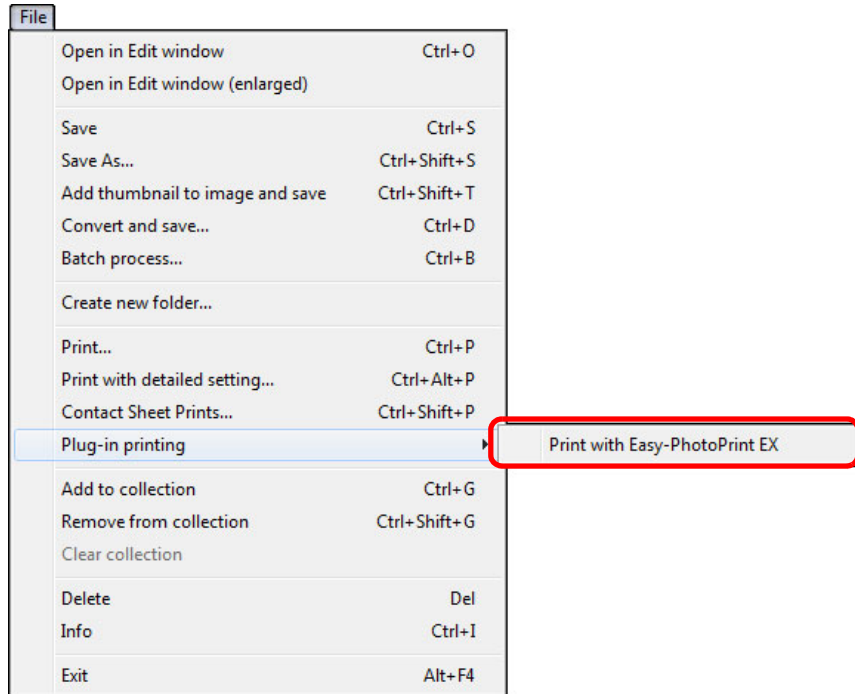 File
Open in Edit window Ctrl+O
Open in Edit window (enlarged)
Save Ctrl+S
Save As... Ctrl+Shift+S
Add thumbnail to image and save Ctrl+Shift+T
Convert and save... Ctrl+D
Batch process... Ctrl+B
Create new folder...
Print... Ctrl+P
Print with detailed setting... Ctrl+Alt+P
Contact Sheet Prints... Ctrl+Shift+P
Plug-in printing Print with Easy-PhotoPrint EX
Add to collection Ctrl+G
Remove from collection Ctrl+Shift+G
Clear collection
Delete Del
Info Ctrl+I
Exit Alt+F4